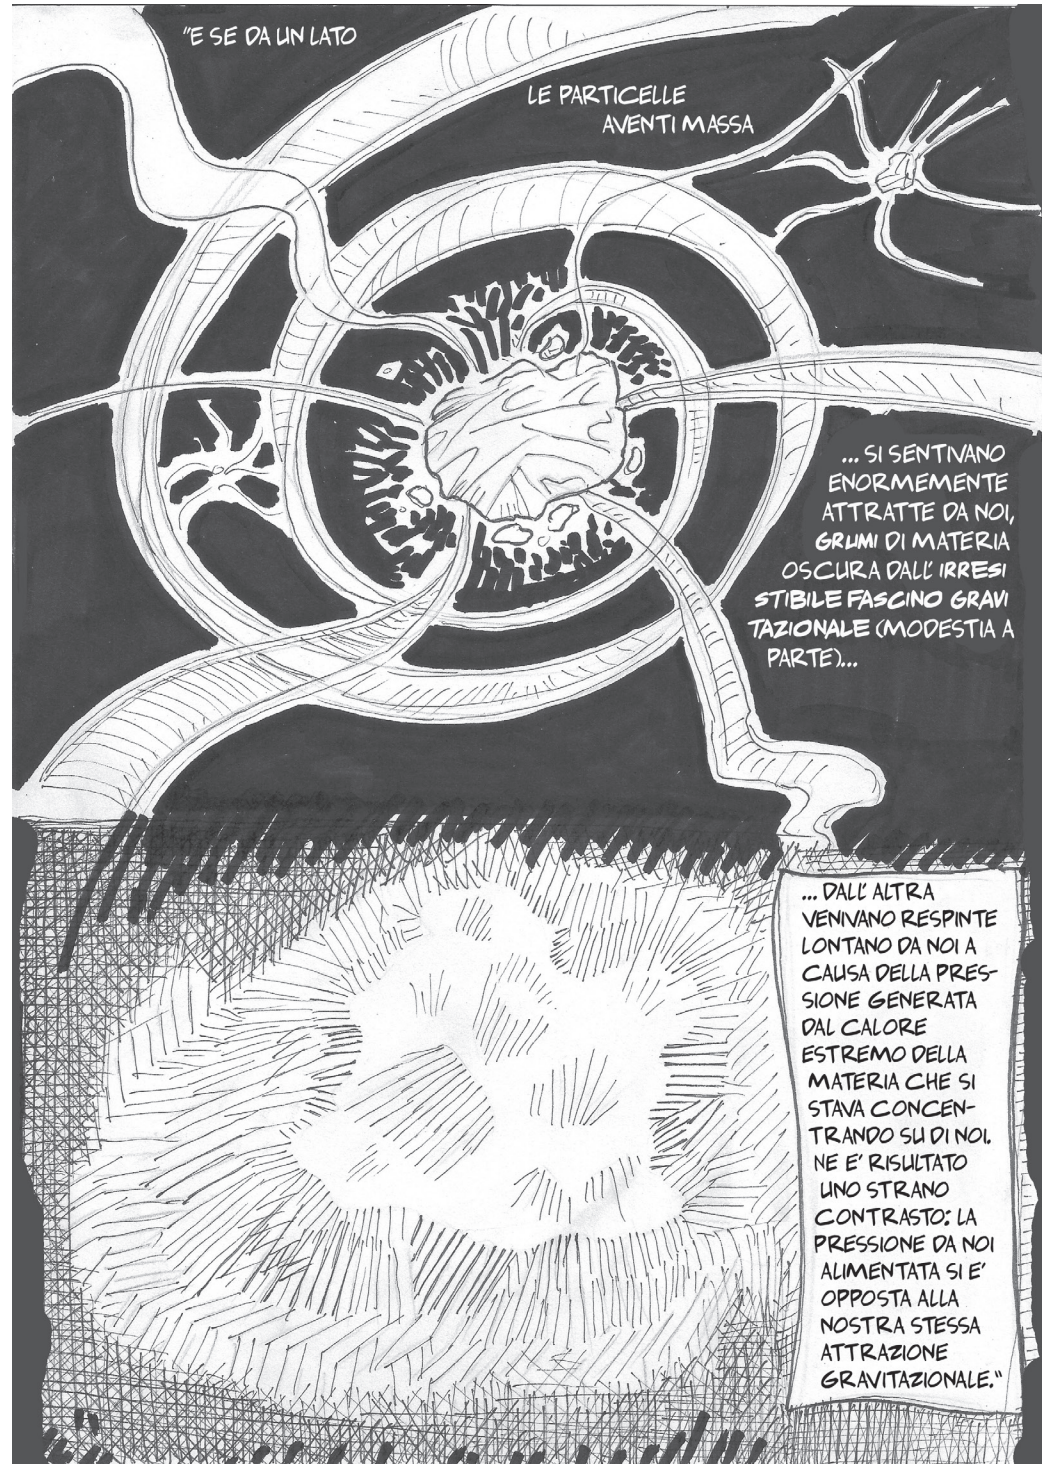 "E SE DA UN LATO
LE PARTICELLE
AVENTI MASSA
... SI SENTIVANO
ENORMEMENTE
ATTRATTE DA NOI,
GRUMI DI MATERIA
OSCURA DALL' IRRESI
STIBILE FASCINO GRAVI
TAZIONALE (MODESTIA A
PARTE)...
... DALL' ALTRA
VENIVANO RESPINTE
LONTANO DA NOI A
CAUSA DELLA PRES-
SIONE GENERATA
DAL CALORE
ESTREMO DELLA
MATERIA CHE SI
STAVA CONCEN-
TRANDO SU DI NOI.
NE E' RISULTATO
UNO STRANO
CONTRASTO: LA
PRESSIONE DA NOI
ALIMENTATA SI E'
OPPOSTA ALLA
NOSTRA STESSA
ATTRAZIONE
GRAVITAZIONALE."